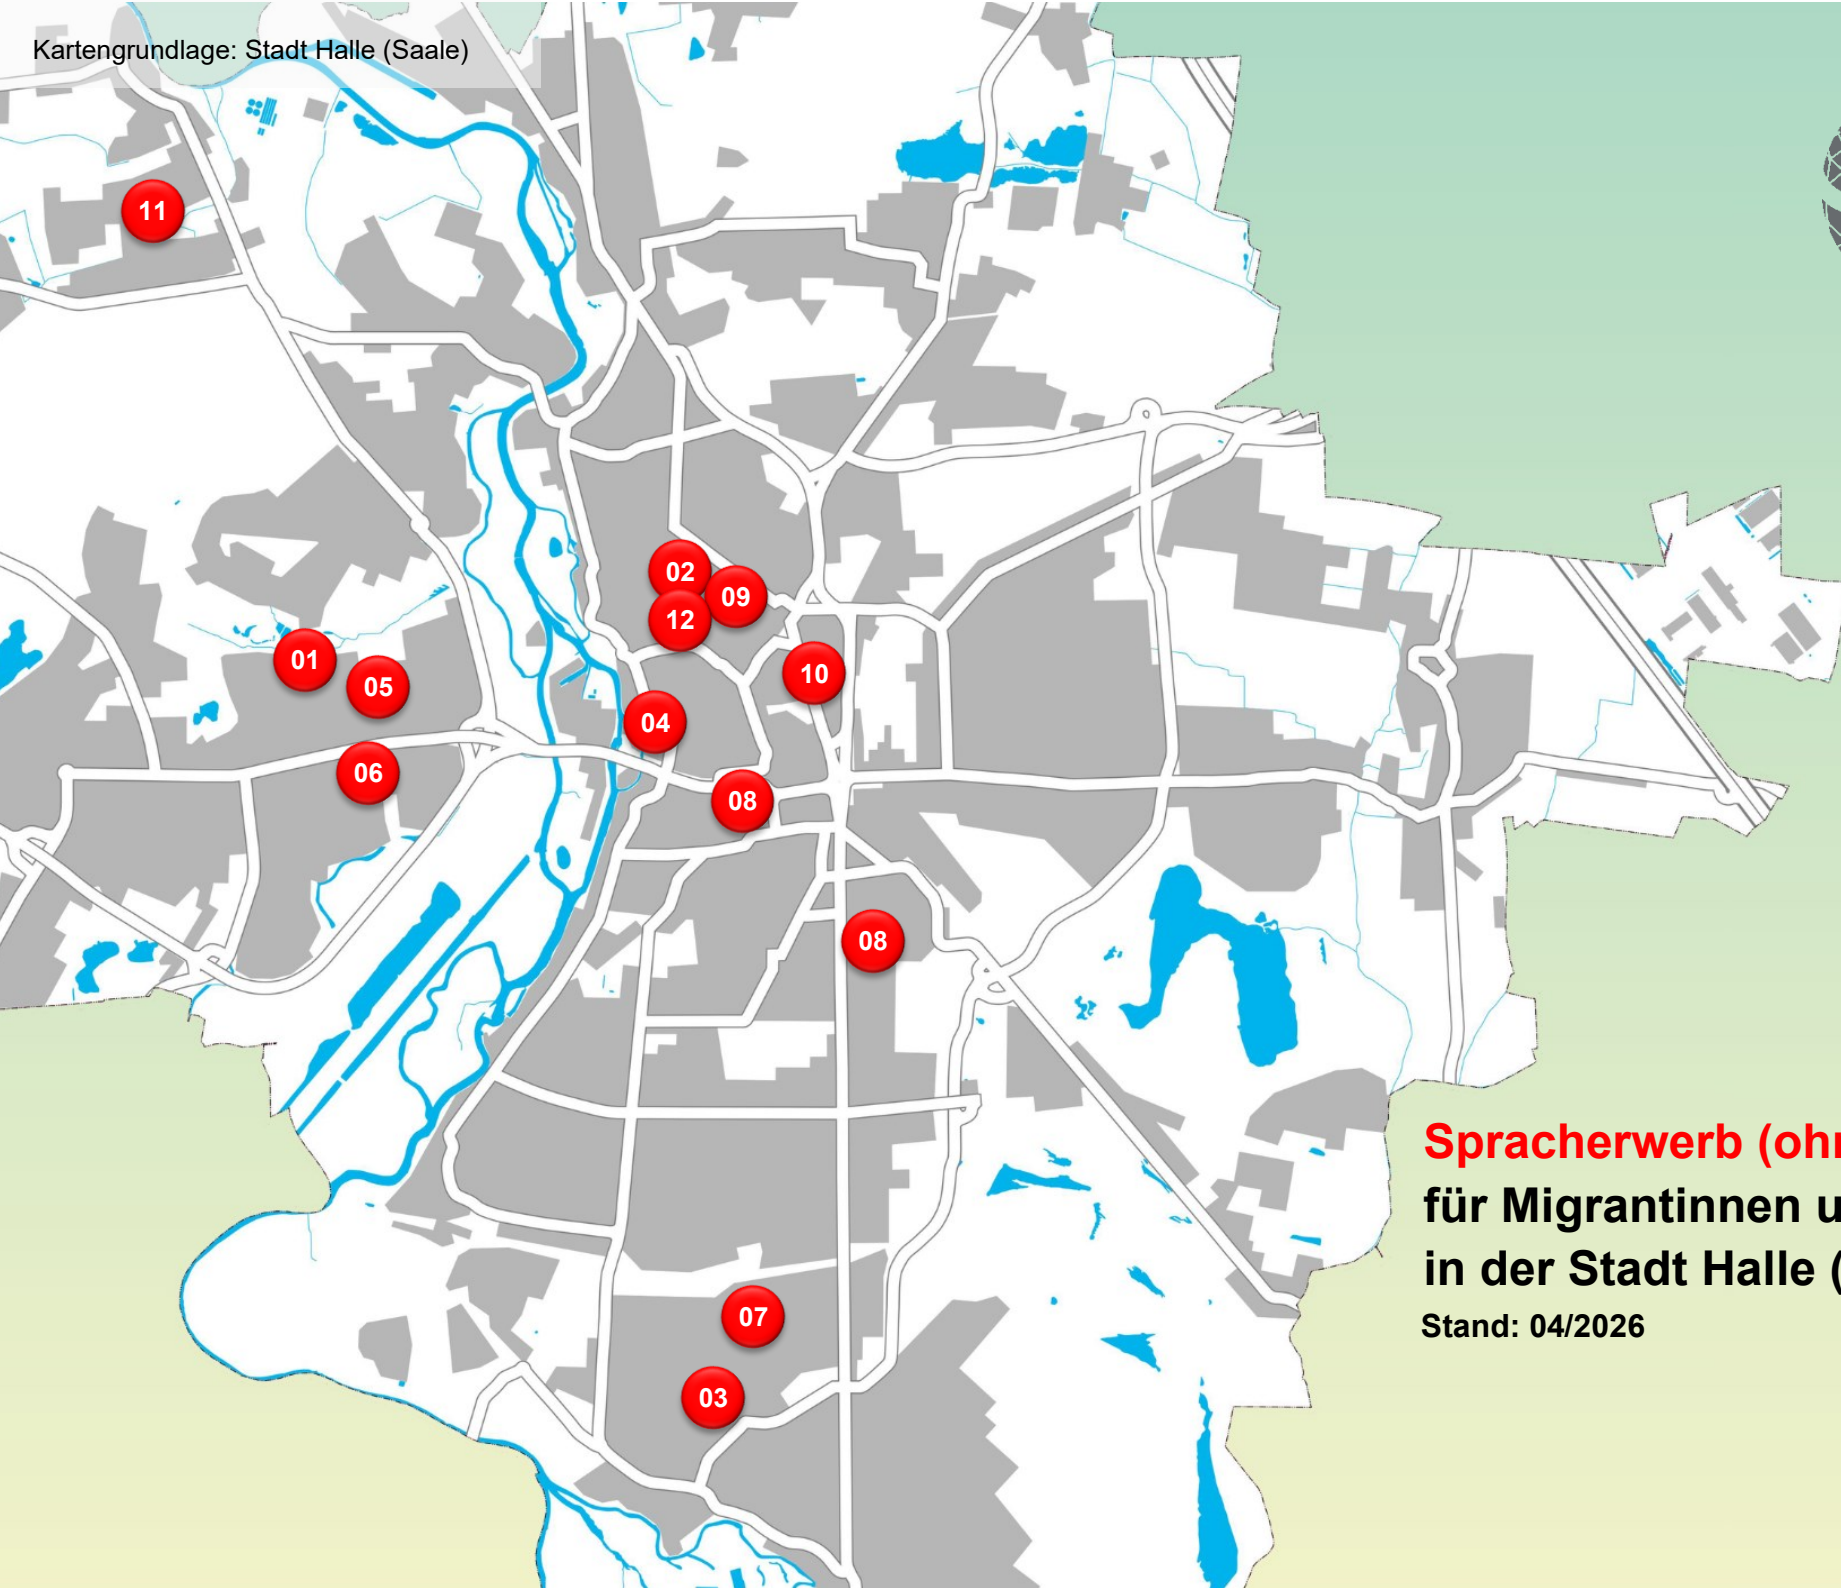 Kartengrundlage: Stadt Halle (Saale)
11
02
09
12
01
05
10
04
06
08
08
Spracherwerb (ohr
für Migrantinnen u
in der Stadt Halle (
Stand: 04/2026
07
03